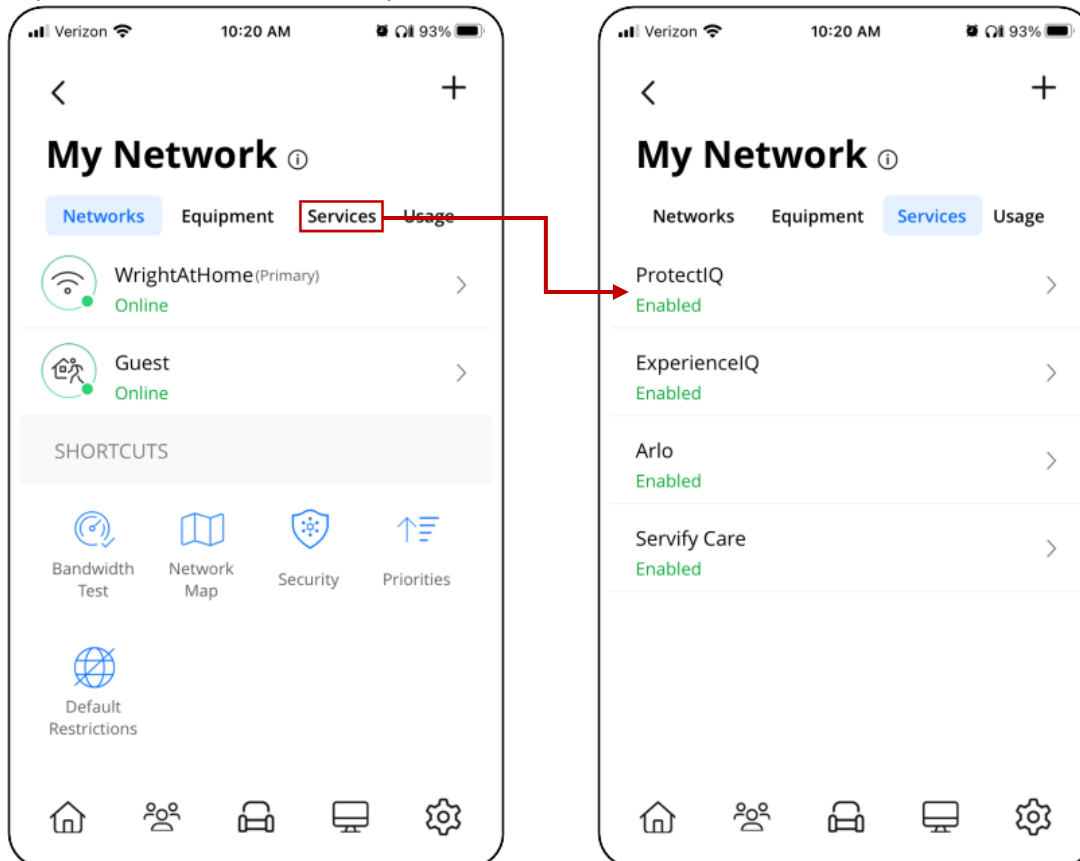 Verizon 10:20 AM 93%
My Network
Networks Equipment Services Usage
WrightAtHome (Primary)
Online
Guest
Online
SHORTCUTS
Bandwidth Test
Network Map
Security
Priorities
Default Restrictions
Verizon 10:20 AM 93%
My Network
Networks Equipment Services Usage
ProtectIQ
Enabled
ExperienceIQ
Enabled
Arlo
Enabled
Servify Care
Enabled